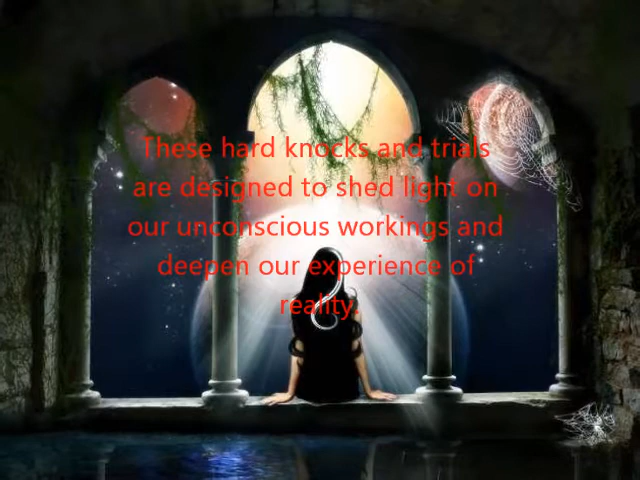 These hard knocks and trials
are designed to shed light on
our unconscious workings and
deepen our experience of
reality.